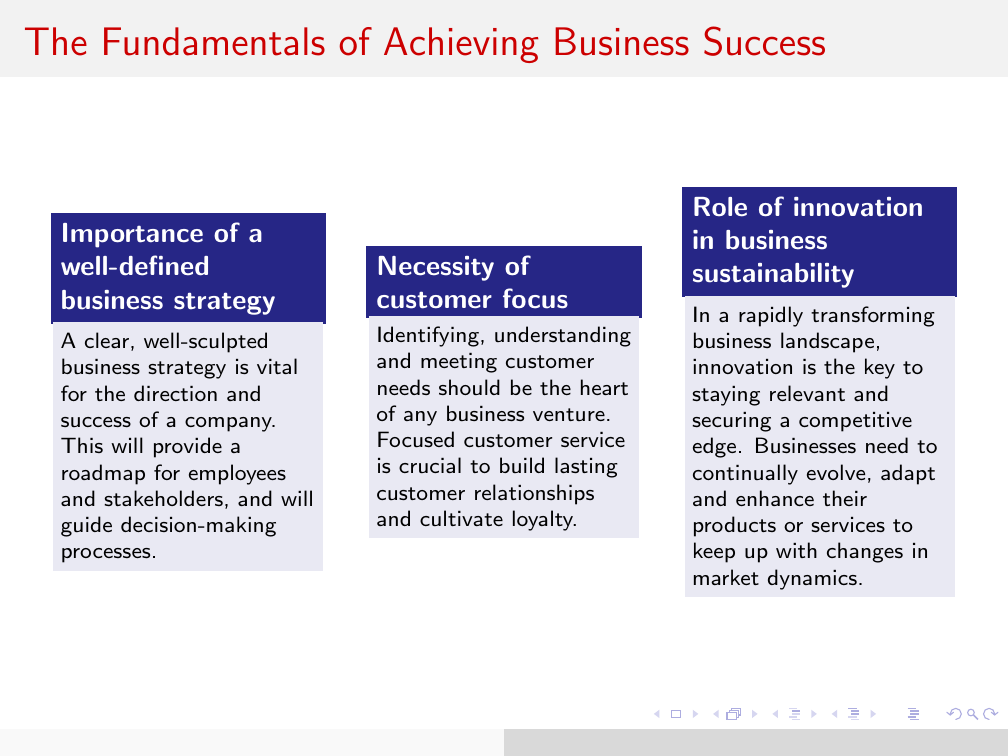 The Fundamentals of Achieving Business Success
Importance of a
well-defined
business strategy
A clear, well-sculpted
business strategy is vital
for the direction and
success of a company.
This will provide a
roadmap for employees
and stakeholders, and will
guide decision-making
processes.
Necessity of
customer focus
Identifying, understanding
and meeting customer
needs should be the heart
of any business venture.
Focused customer service
is crucial to build lasting
customer relationships
and cultivate loyalty.
Role of innovation
in business
sustainability
In a rapidly transforming
business landscape,
innovation is the key to
staying relevant and
securing a competitive
edge. Businesses need to
continually evolve, adapt
and enhance their
products or services to
keep up with changes in
market dynamics.